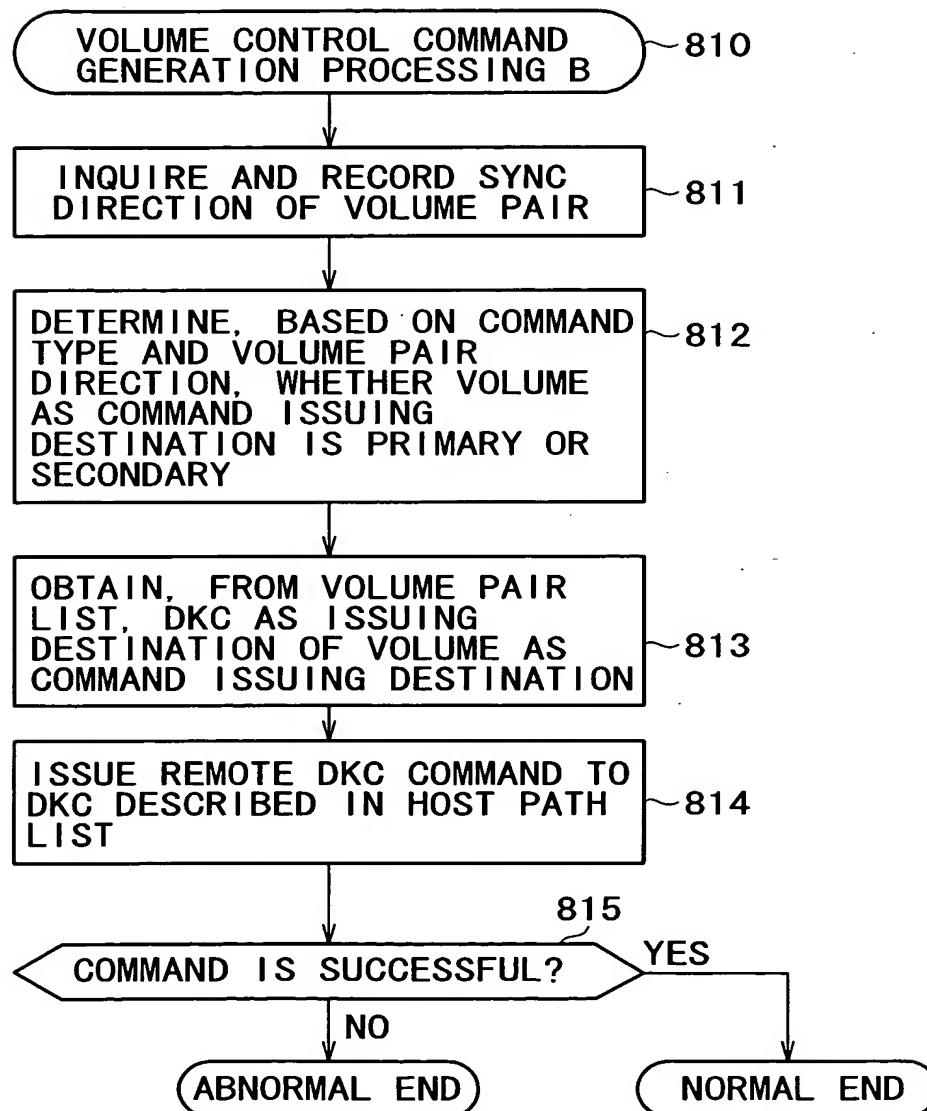 VOLUME CONTROL COMMAND
GENERATION PROCESSING B
810
INQUIRE AND RECORD SYNC
DIRECTION OF VOLUME PAIR
811
DETERMINE, BASED ON COMMAND
TYPE AND VOLUME PAIR
DIRECTION, WHETHER VOLUME
AS COMMAND ISSUING
DESTINATION IS PRIMARY OR
SECONDARY
812
OBTAIN, FROM VOLUME PAIR
LIST, DKC AS ISSUING
DESTINATION OF VOLUME AS
COMMAND ISSUING DESTINATION
813
ISSUE REMOTE DKC COMMAND TO
DKC DESCRIBED IN HOST PATH
LIST
814
815
COMMAND IS SUCCESSFUL?
YES
NO
ABNORMAL END
NORMAL END